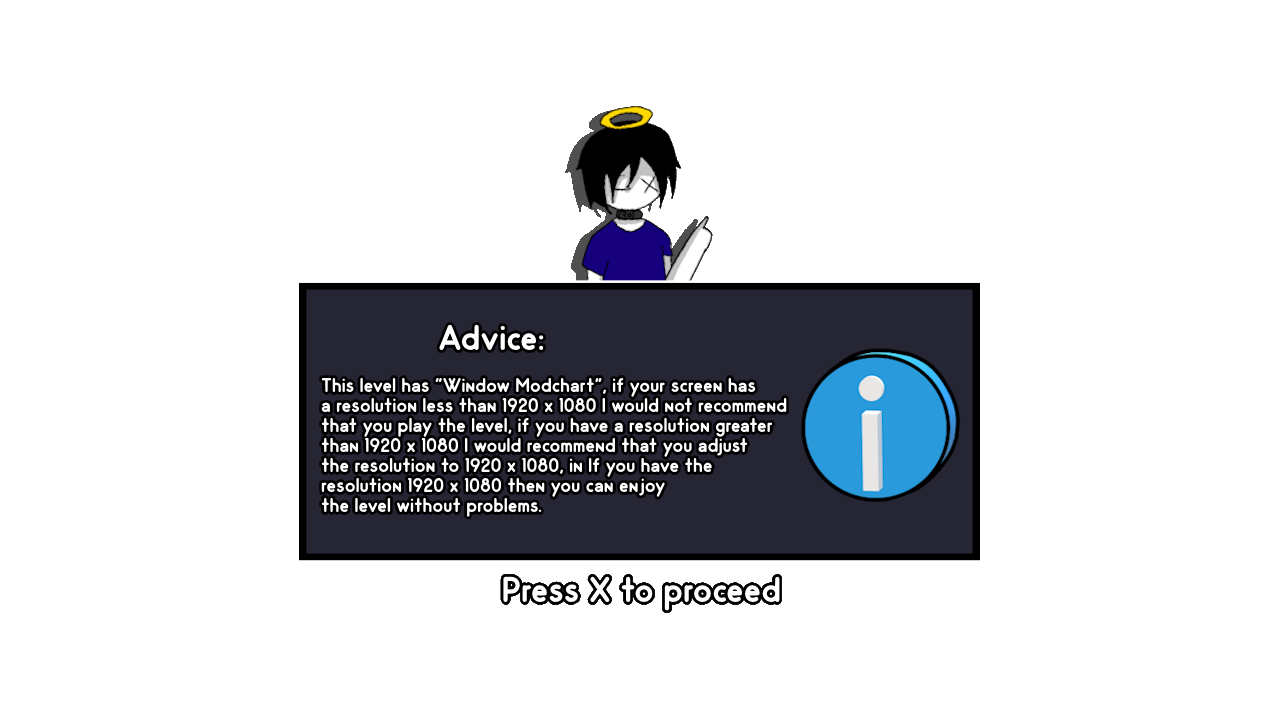 Advice:
This level has "Window Modchart", if your screen has
a resolution less than 1920 x 1080 I would not recommend
that you play the level, if you have a resolution greater
than 1920 x 1080 I would recommend that you adjust
the resolution to 1920 x 1080, in If you have the
resolution 1920 x 1080 then you can enjoy
the level without problems.
Press X to proceed